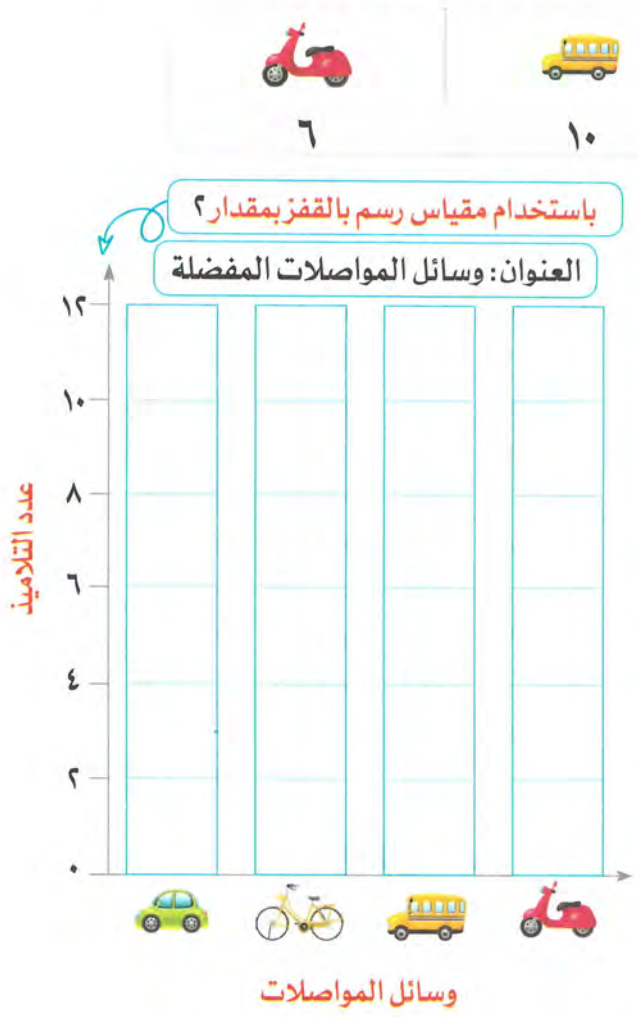 ١٠ ٦
باستخدام مقياس رسم بالقفز بمقدار ٢
العنوان: وسائل المواصلات المفضلة
١٢
١٠
٨
٦
٤
٢
٠
عدد التلاميذ
وسائل المواصلات